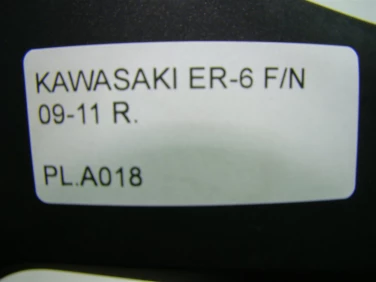 KAWASAKI ER-6 F/N
09-11 R.
PL.A018